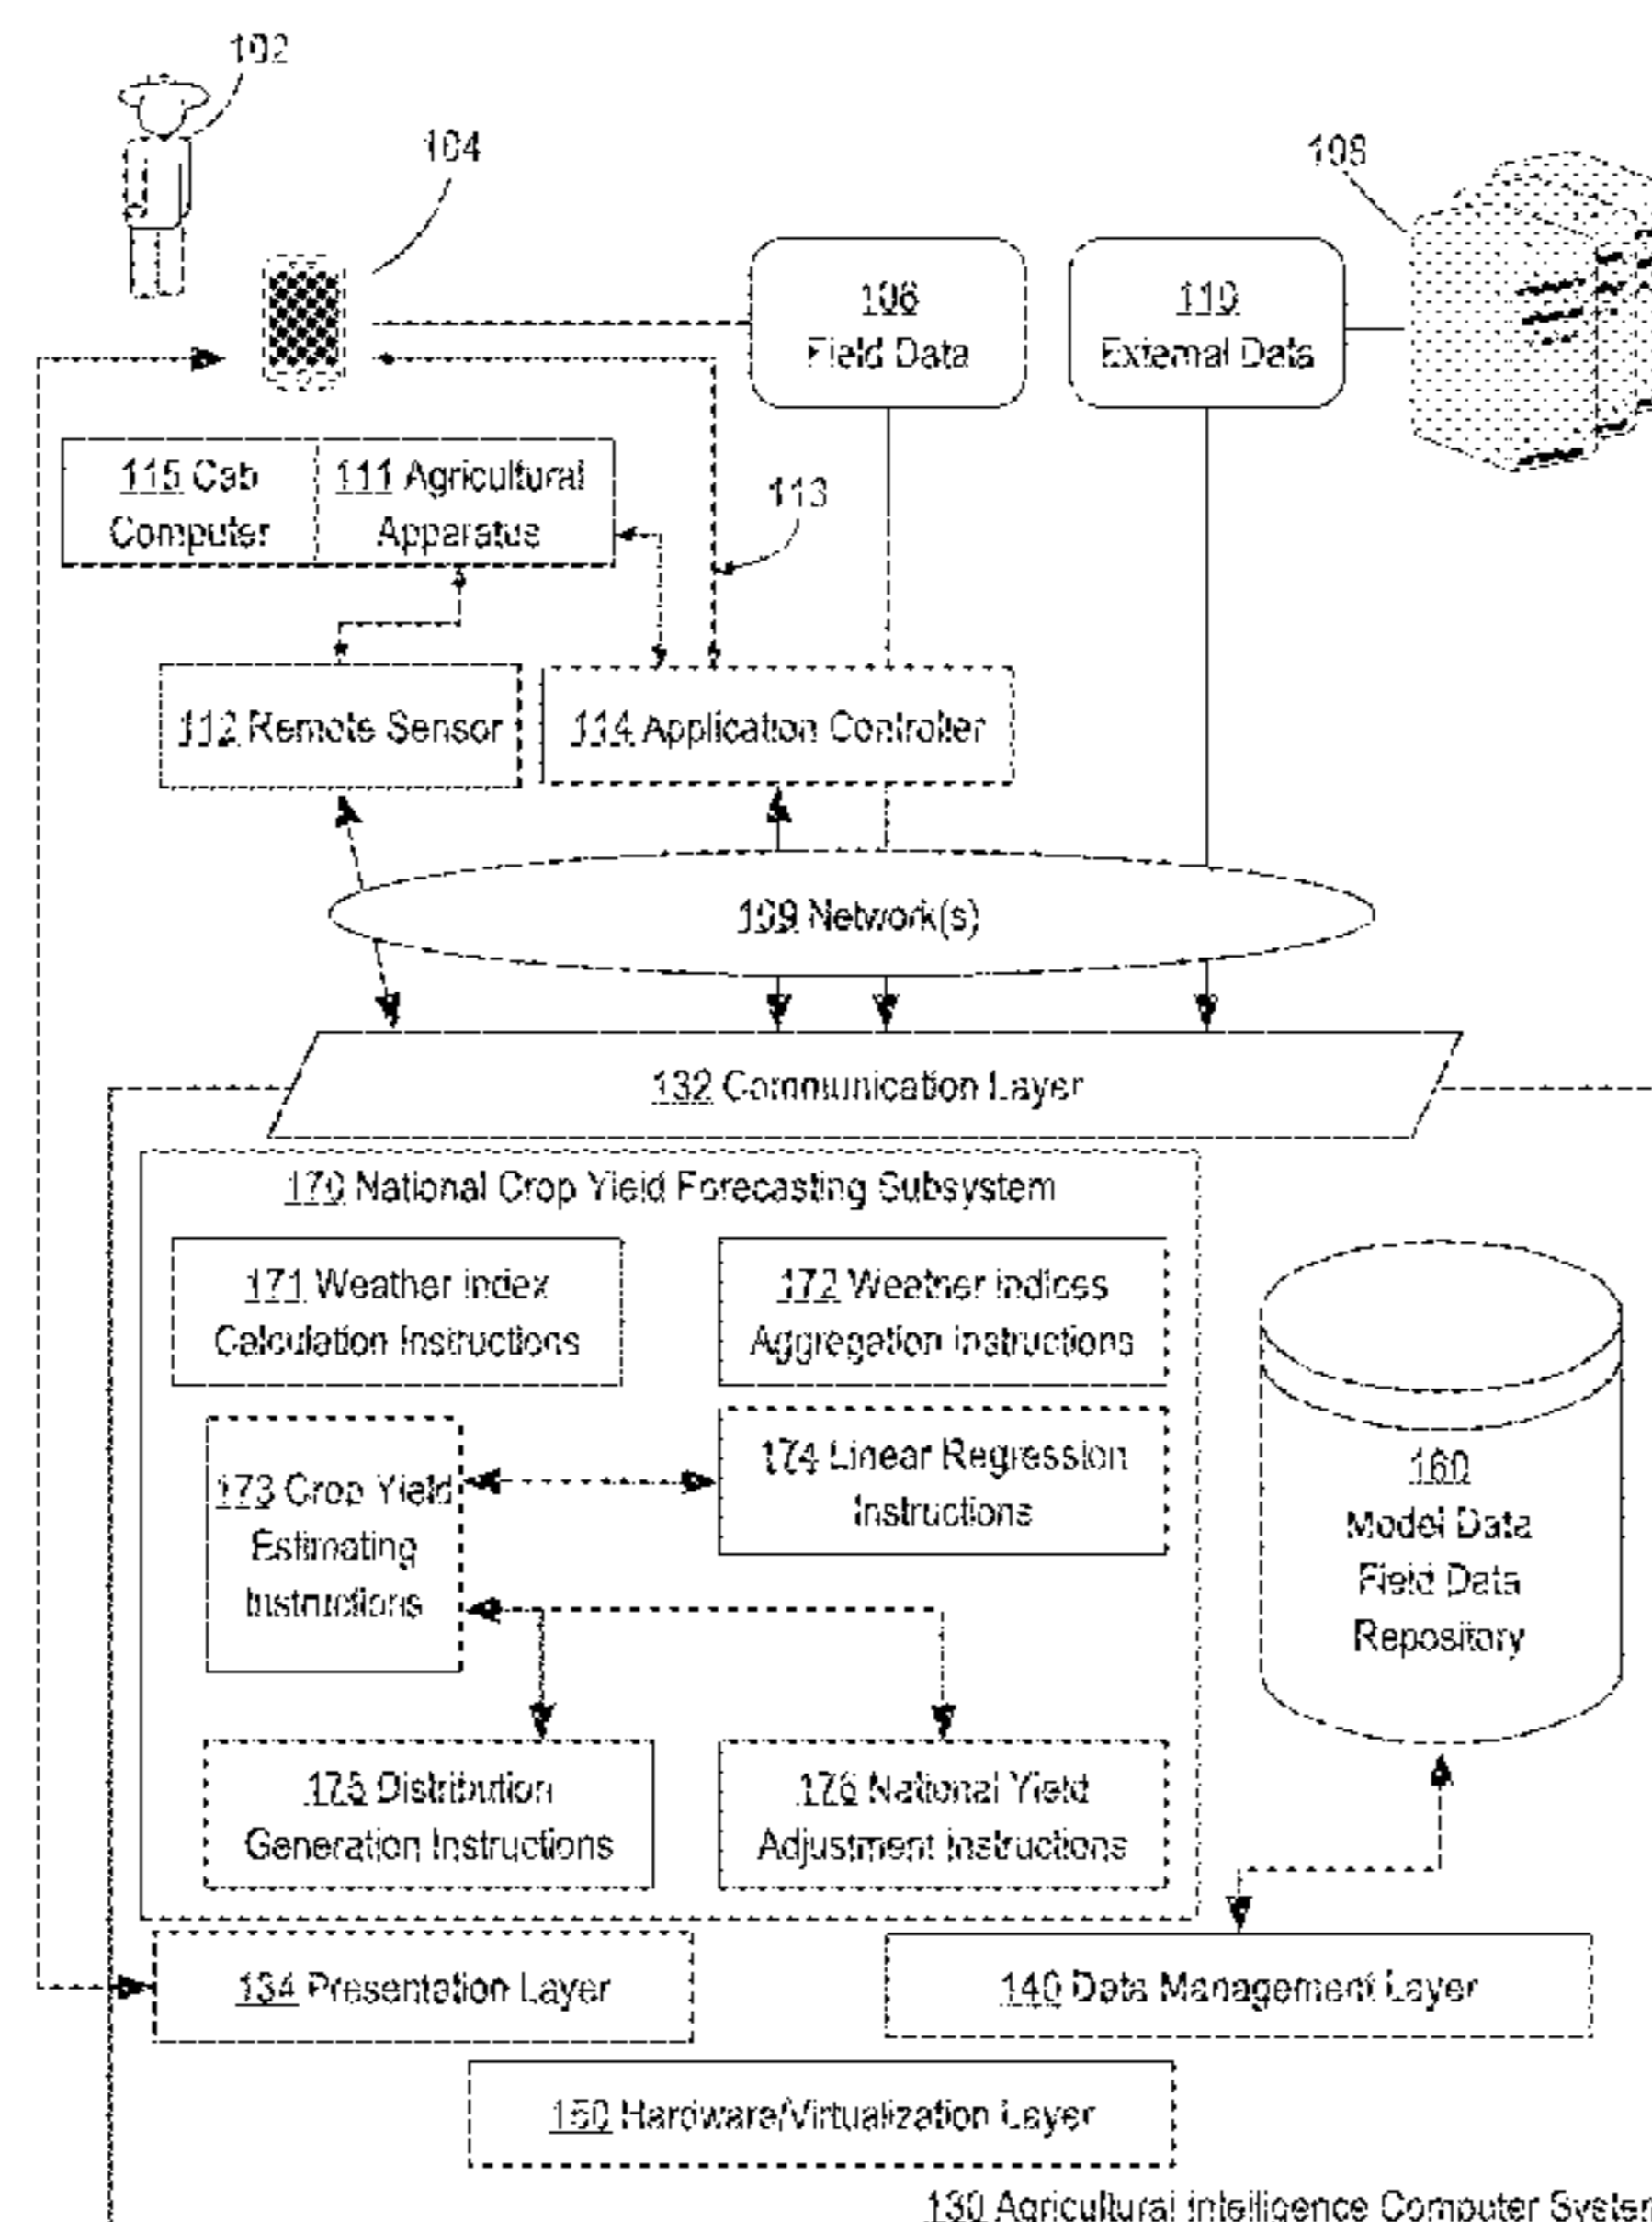 102
104
108
106
Field Data
110
External Data
115 Cab
Computer
111 Agricultural
Apparatus
113
112 Remote Sensor
114 Application Controller
109 Network(s)
132 Communication Layer
170 National Crop Yield Forecasting Subsystem
171 Weather index
Calculation Instructions
172 Weather indices
Aggregation instructions
173 Crop Yield
Estimating
Instructions
174 Linear Regression
Instructions
160
Model Data
Field Data
Repository
175 Distribution
Generation Instructions
176 National Yield
Adjustment instructions
134 Presentation Layer
140 Data Management Layer
150 Hardware/Virtualization Layer
130 Agricultural Intelligence Computer System